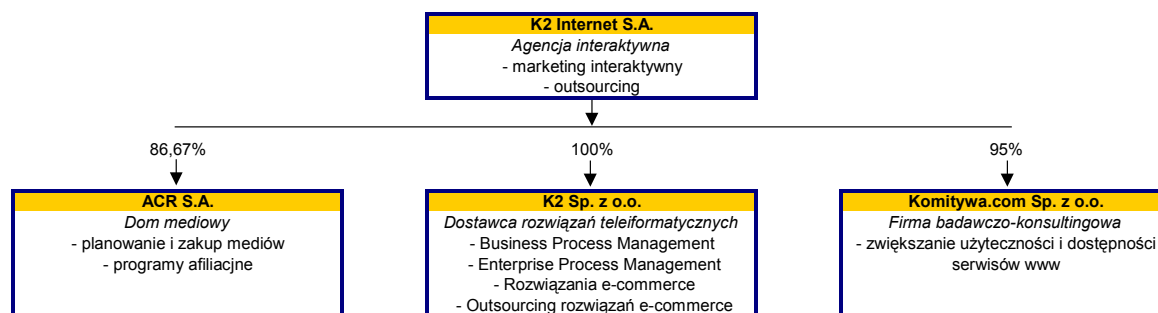 K2 Internet S.A.
Agencja interaktywna
- marketing interaktywny
- outsourcing
86,67%
100%
95%
ACR S.A.
Dom mediowy
- planowanie i zakup mediów
- programy afiliacjne
K2 Sp. z o.o.
Dostawca rozwiązań teleiformatycznych
- Business Process Management
- Enterprise Process Management
- Rozwiązania e-commerce
- Outsourcing rozwiązań e-commerce
Komitywa.com Sp. z o.o.
Firma badawczo-konsultingowa
- zwiększanie użyteczności i dostępności
serwisów www